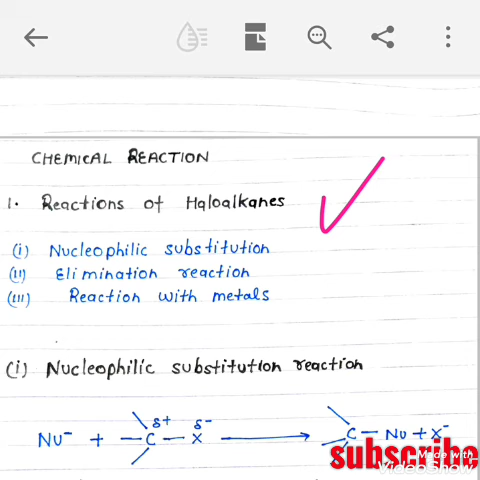 CHEMICAL REACTION
1. Reactions of Haloalkanes
(i) Nucleophilic substitution
(ii) Elimination reaction
(iii) Reaction with metals
(i) Nucleophilic substitution reaction
δ+ δ-
Nu⁻ + —C—X ⟶ C—Nu + X⁻
subscribe
Made with
VideoShow